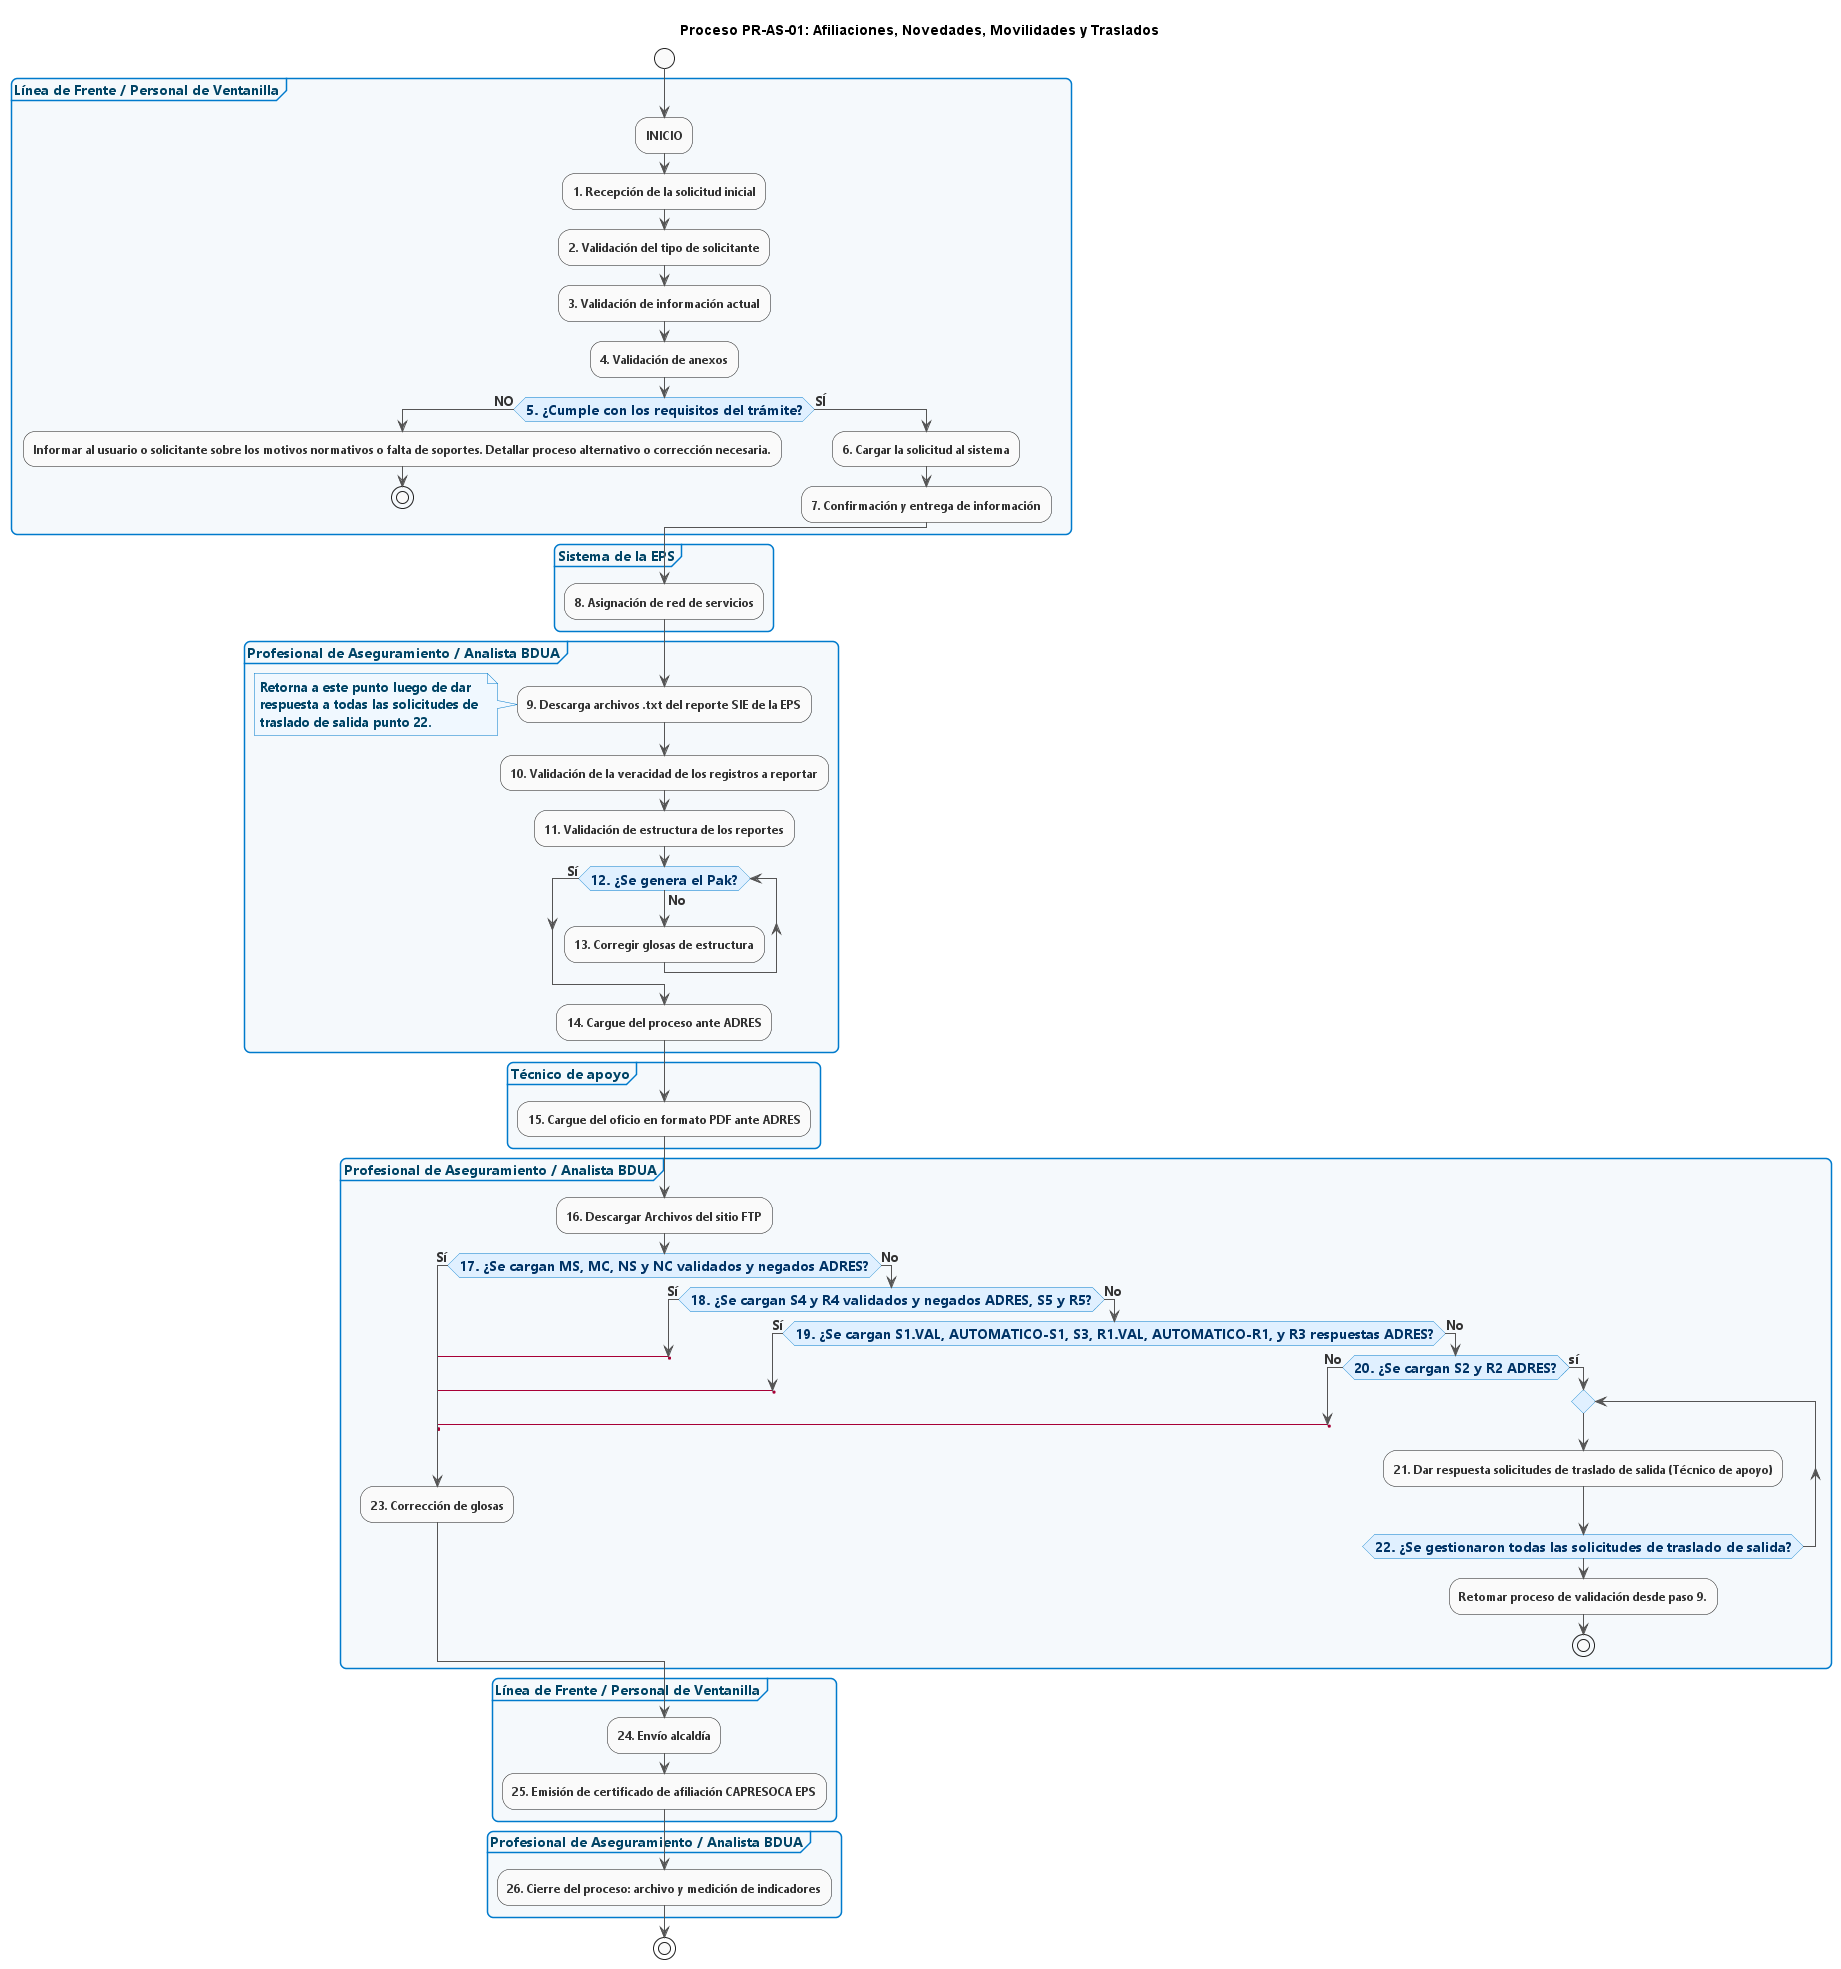 Proceso PR-AS-01: Afiliaciones, Novedades, Movilidades y Traslados
Línea de Frente / Personal de Ventanilla
INICIO
1. Recepción de la solicitud inicial
2. Validación del tipo de solicitante
3. Validación de información actual
4. Validación de anexos
NO
5. ¿Cumple con los requisitos del trámite?
SÍ
Informar al usuario o solicitante sobre los motivos normativos o falta de soportes. Detallar proceso alternativo o corrección necesaria.
6. Cargar la solicitud al sistema
7. Confirmación y entrega de información
Sistema de la EPS
8. Asignación de red de servicios
Profesional de Aseguramiento / Analista BDUA
Retorna a este punto luego de dar
respuesta a todas las solicitudes de
traslado de salida punto 22.
9. Descarga archivos .txt del reporte SIE de la EPS
10. Validación de la veracidad de los registros a reportar
11. Validación de estructura de los reportes
Sí
12. ¿Se genera el Pak?
No
13. Corregir glosas de estructura
14. Cargue del proceso ante ADRES
Técnico de apoyo
15. Cargue del oficio en formato PDF ante ADRES
Profesional de Aseguramiento / Analista BDUA
16. Descargar Archivos del sitio FTP
Sí
17. ¿Se cargan MS, MC, NS y NC validados y negados ADRES?
No
Sí
18. ¿Se cargan S4 y R4 validados y negados ADRES, S5 y R5?
No
Sí
19. ¿Se cargan S1.VAL, AUTOMATICO-S1, S3, R1.VAL, AUTOMATICO-R1, y R3 respuestas ADRES?
No
No
20. ¿Se cargan S2 y R2 ADRES?
sí
21. Dar respuesta solicitudes de traslado de salida (Técnico de apoyo)
23. Corrección de glosas
22. ¿Se gestionaron todas las solicitudes de traslado de salida?
Retomar proceso de validación desde paso 9.
Línea de Frente / Personal de Ventanilla
24. Envío alcaldía
25. Emisión de certificado de afiliación CAPRESOCA EPS
Profesional de Aseguramiento / Analista BDUA
26. Cierre del proceso: archivo y medición de indicadores